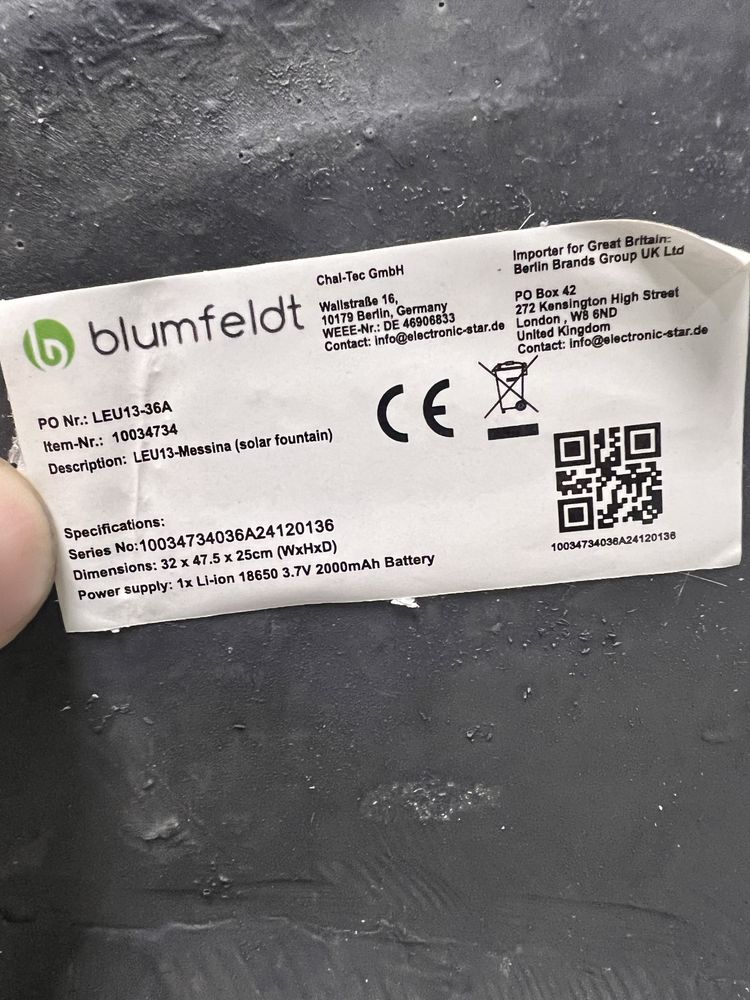 blumfeldt
Chal-Tec GmbH
Wallstraße 16,
10179 Berlin, Germany
WEEE-Nr.: DE 46906833
Contact: info@electronic-star.de
Importer for Great Britain:
Berlin Brands Group UK Ltd
PO Box 42
272 Kensington High Street
London , W8 6ND
United Kingdom
Contact: info@electronic-star.de
PO Nr.: LEU13-36A
Item-Nr.: 10034734
Description: LEU13-Messina (solar fountain)
CE
Specifications:
Series No:10034734036A24120136
Dimensions: 32 x 47.5 x 25cm (WxHxD)
Power supply: 1x Li-ion 18650 3.7V 2000mAh Battery
10034734036A24120136